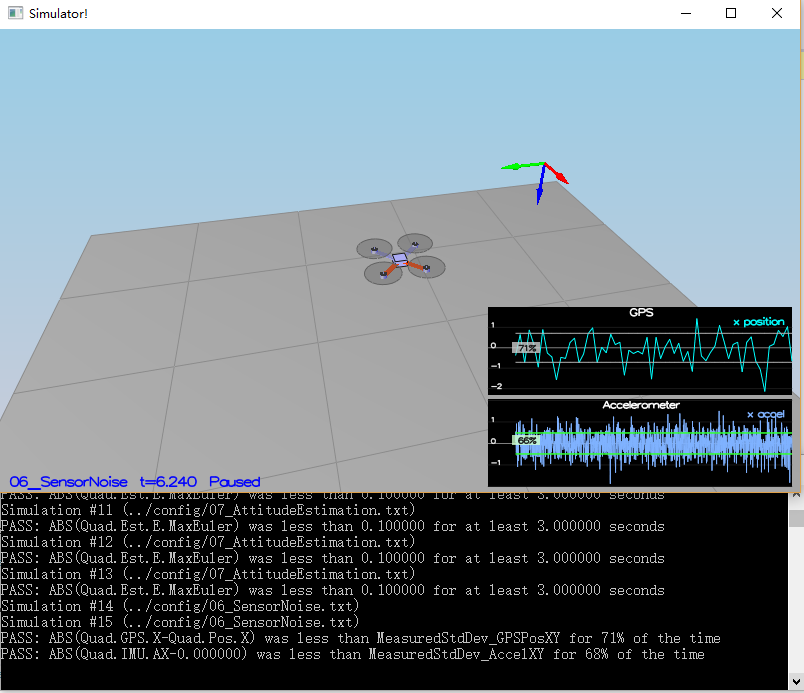 Simulator!
GPS
× position
1
0
71%
-1
-2
Accelerometer
× accel
1
0
66%
-1
06_SensorNoise t=6.240 Paused
PASS: ABS(Quad.Est.E.MaxEuler) was less than 0.100000 for at least 3.000000 seconds
Simulation #11 (../config/07_AttitudeEstimation.txt)
PASS: ABS(Quad.Est.E.MaxEuler) was less than 0.100000 for at least 3.000000 seconds
Simulation #12 (../config/07_AttitudeEstimation.txt)
PASS: ABS(Quad.Est.E.MaxEuler) was less than 0.100000 for at least 3.000000 seconds
Simulation #13 (../config/07_AttitudeEstimation.txt)
PASS: ABS(Quad.Est.E.MaxEuler) was less than 0.100000 for at least 3.000000 seconds
Simulation #14 (../config/06_SensorNoise.txt)
Simulation #15 (../config/06_SensorNoise.txt)
PASS: ABS(Quad.GPS.X-Quad.Pos.X) was less than MeasuredStdDev_GPSPosXY for 71% of the time
PASS: ABS(Quad.IMU.AX-0.000000) was less than MeasuredStdDev_AccelXY for 68% of the time